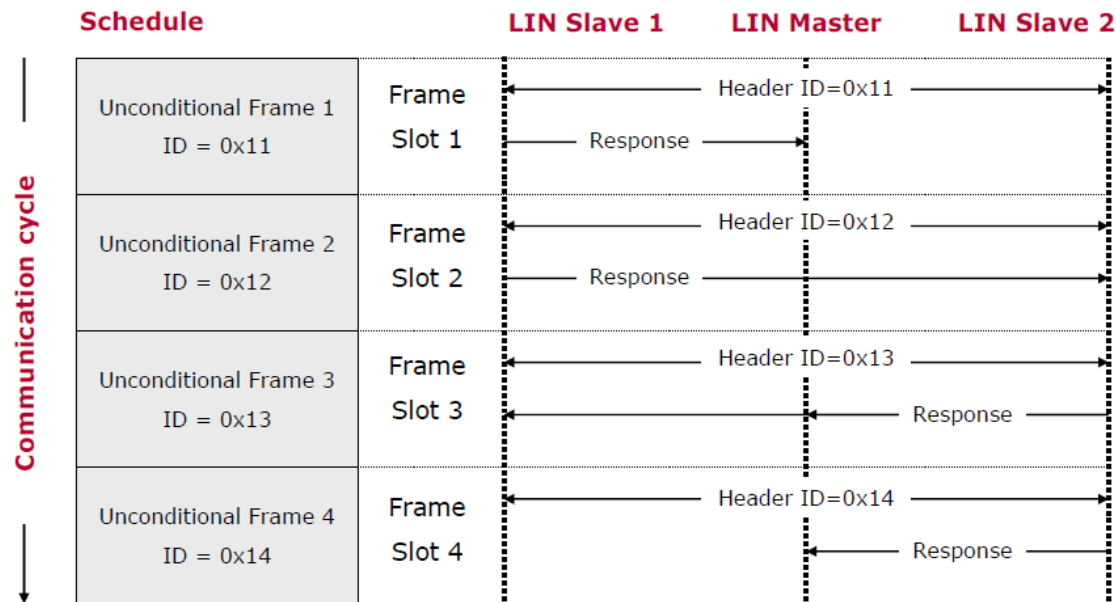 Schedule
LIN Slave 1
LIN Master
LIN Slave 2
Communication cycle
Unconditional Frame 1
ID = 0x11
Frame
Slot 1
Header ID=0x11
Response
Unconditional Frame 2
ID = 0x12
Frame
Slot 2
Header ID=0x12
Response
Unconditional Frame 3
ID = 0x13
Frame
Slot 3
Header ID=0x13
Response
Unconditional Frame 4
ID = 0x14
Frame
Slot 4
Header ID=0x14
Response